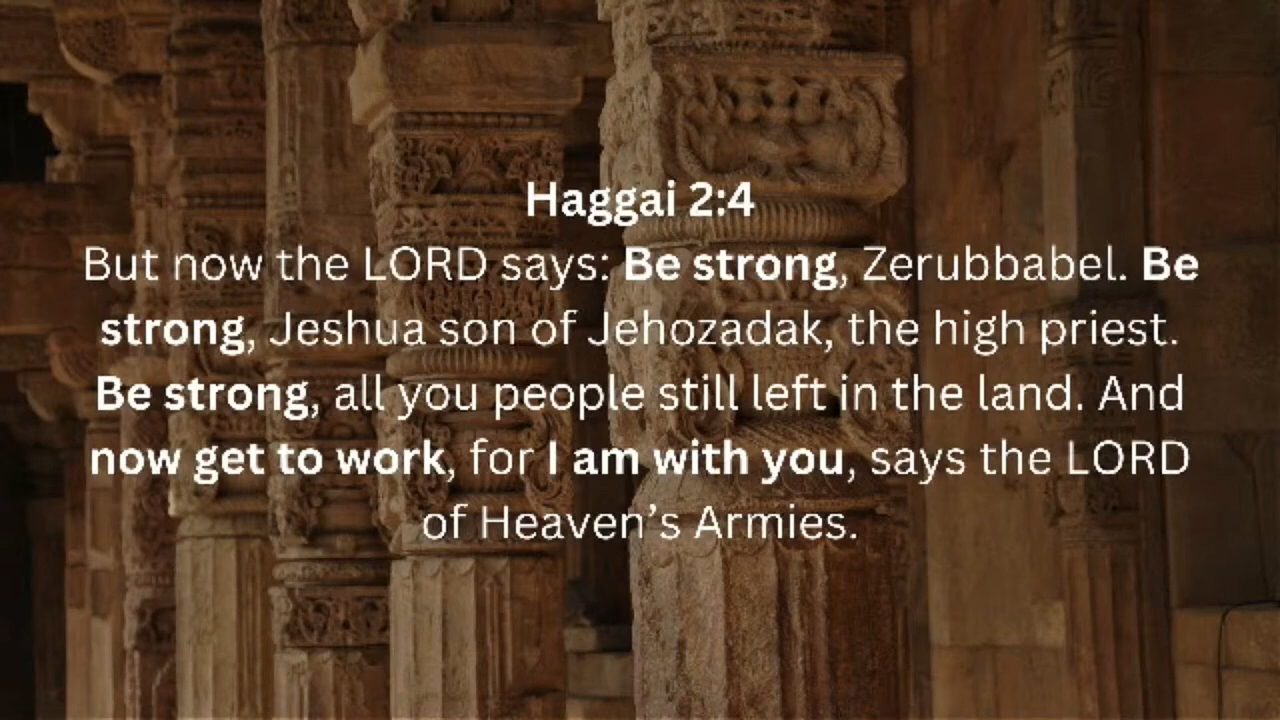 Haggai 2:4
But now the LORD says: Be strong, Zerubbabel. Be
strong, Jeshua son of Jehozadak, the high priest.
Be strong, all you people still left in the land. And
now get to work, for I am with you, says the LORD
of Heaven’s Armies.